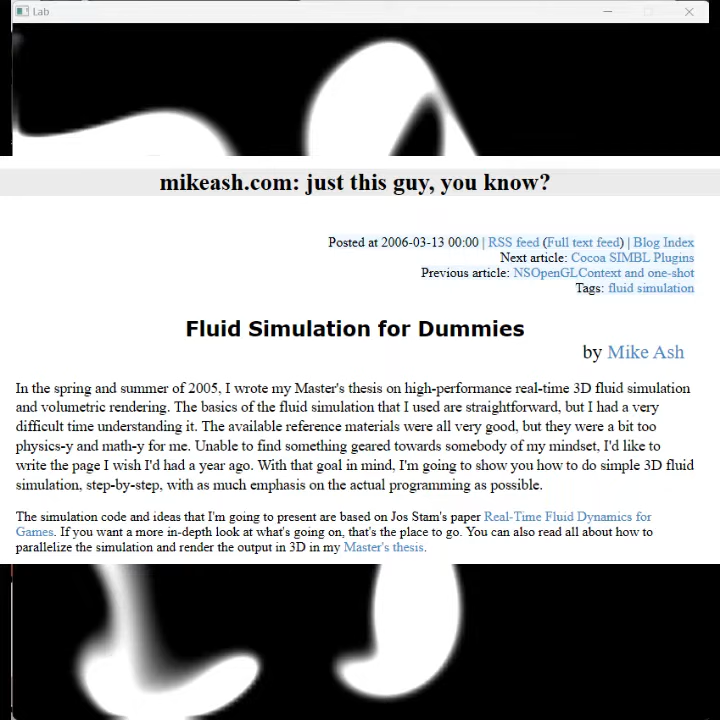 Lab
mikeash.com: just this guy, you know?
Posted at 2006-03-13 00:00 | RSS feed (Full text feed) | Blog Index
Next article: Cocoa SIMBL Plugins
Previous article: NSOpenGLContext and one-shot
Tags: fluid simulation
Fluid Simulation for Dummies
by Mike Ash
In the spring and summer of 2005, I wrote my Master's thesis on high-performance real-time 3D fluid simulation
and volumetric rendering. The basics of the fluid simulation that I used are straightforward, but I had a very
difficult time understanding it. The available reference materials were all very good, but they were a bit too
physics-y and math-y for me. Unable to find something geared towards somebody of my mindset, I'd like to
write the page I wish I'd had a year ago. With that goal in mind, I'm going to show you how to do simple 3D fluid
simulation, step-by-step, with as much emphasis on the actual programming as possible.
The simulation code and ideas that I'm going to present are based on Jos Stam's paper Real-Time Fluid Dynamics for
Games. If you want a more in-depth look at what's going on, that's the place to go. You can also read all about how to
parallelize the simulation and render the output in 3D in my Master's thesis.